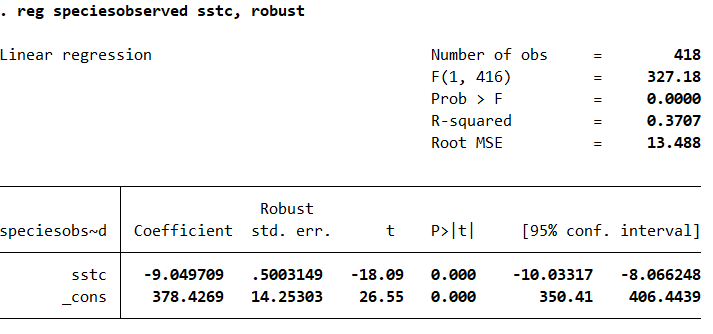 . reg speciesobserved sstc, robust
Linear regression Number of obs = 418
F(1, 416) = 327.18
Prob > F = 0.0000
R-squared = 0.3707
Root MSE = 13.488
Robust
speciesobs~d Coefficient std. err. t P>|t| [95% conf. interval]
sstc -9.049709 .5003149 -18.09 0.000 -10.03317 -8.066248
_cons 378.4269 14.25303 26.55 0.000 350.41 406.4439